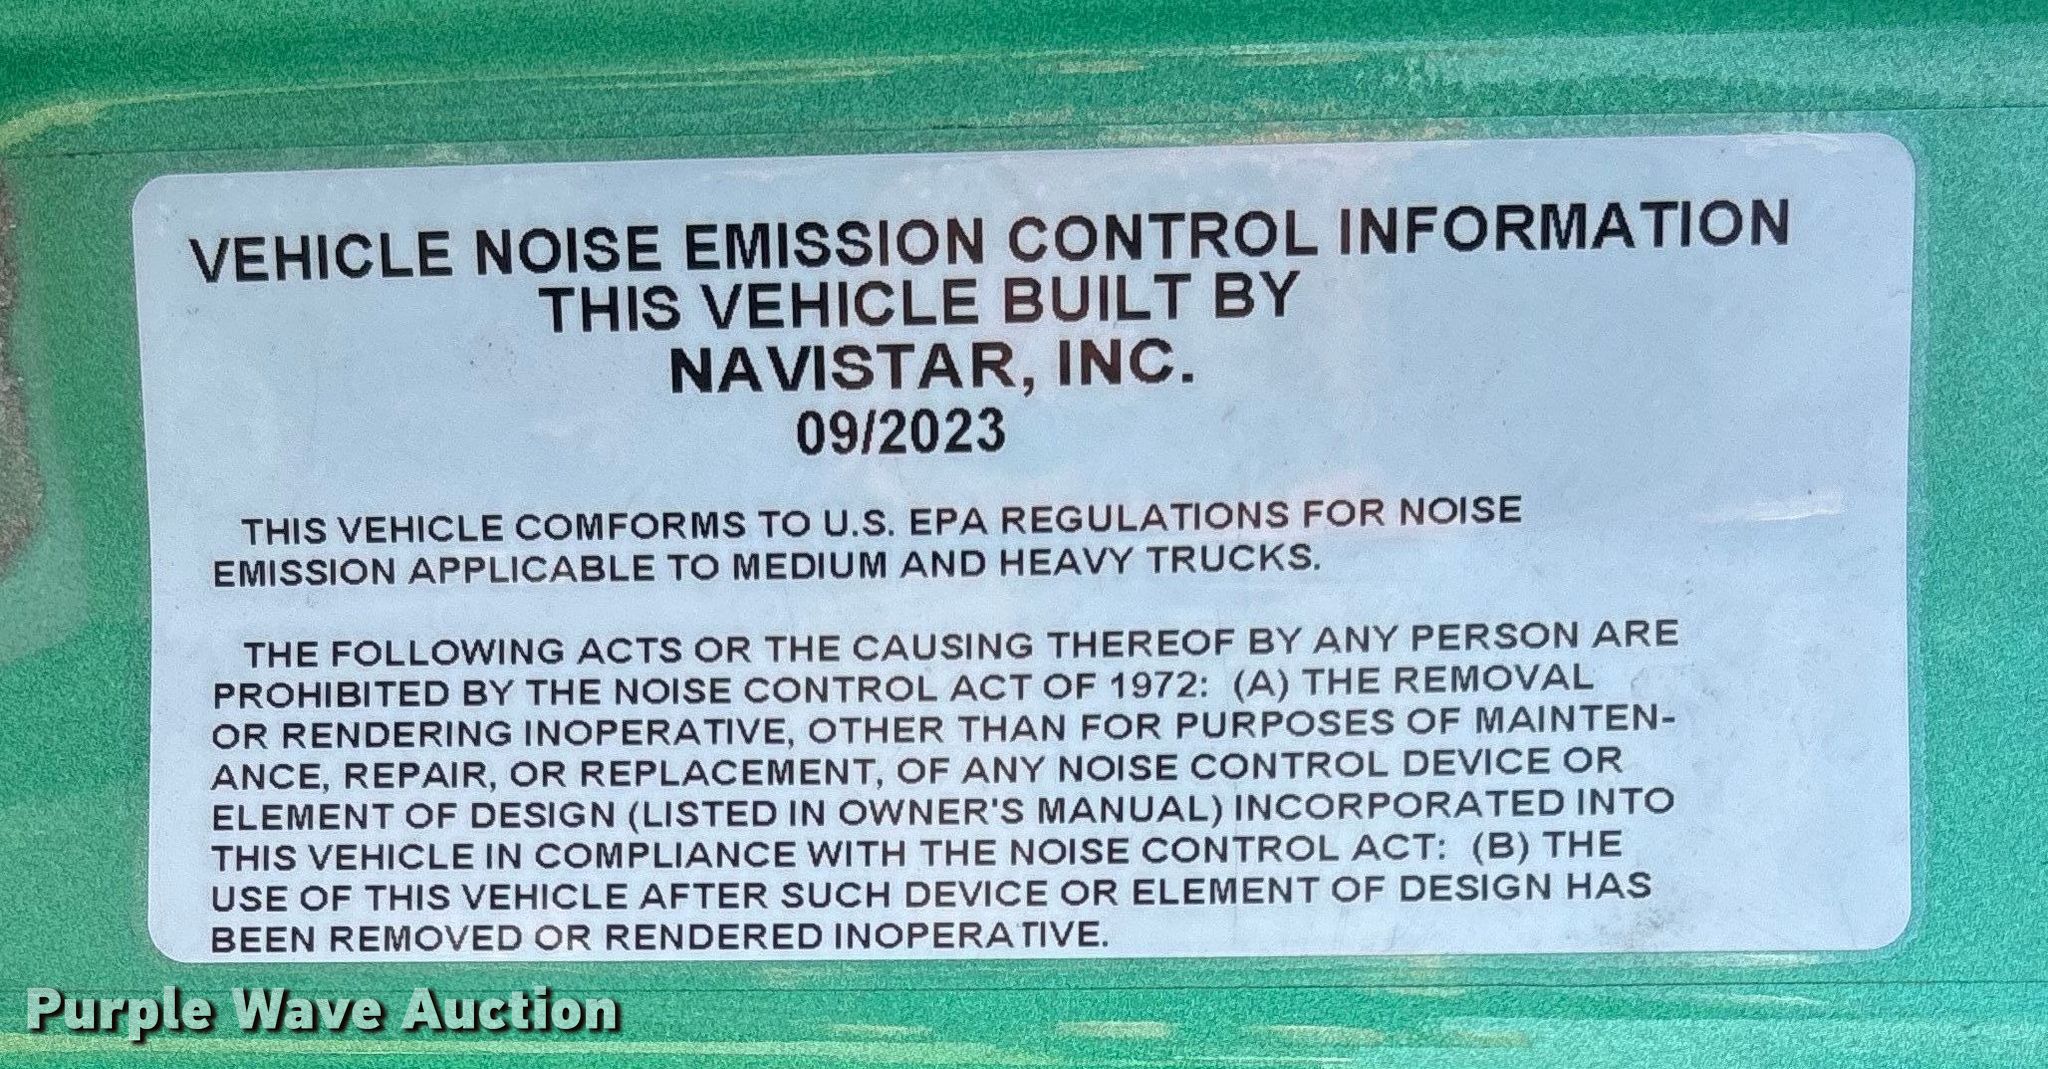 VEHICLE NOISE EMISSION CONTROL INFORMATION
THIS VEHICLE BUILT BY
NAVISTAR, INC.
09/2023
THIS VEHICLE COMFORMS TO U.S. EPA REGULATIONS FOR NOISE
EMISSION APPLICABLE TO MEDIUM AND HEAVY TRUCKS.
THE FOLLOWING ACTS OR THE CAUSING THEREOF BY ANY PERSON ARE
PROHIBITED BY THE NOISE CONTROL ACT OF 1972: (A) THE REMOVAL
OR RENDERING INOPERATIVE, OTHER THAN FOR PURPOSES OF MAINTEN-
ANCE, REPAIR, OR REPLACEMENT, OF ANY NOISE CONTROL DEVICE OR
ELEMENT OF DESIGN (LISTED IN OWNER'S MANUAL) INCORPORATED INTO
THIS VEHICLE IN COMPLIANCE WITH THE NOISE CONTROL ACT: (B) THE
USE OF THIS VEHICLE AFTER SUCH DEVICE OR ELEMENT OF DESIGN HAS
BEEN REMOVED OR RENDERED INOPERATIVE.
Purple Wave Auction